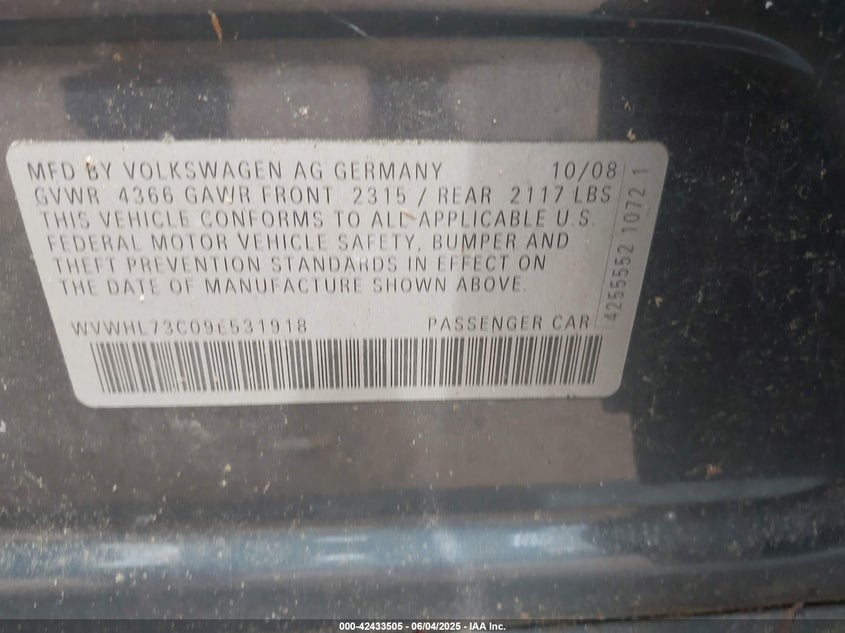 MFD BY VOLKSWAGEN AG GERMANY 10/08
GVWR 4366 GAWR FRONT 2315 / REAR 2117 LBS
THIS VEHICLE CONFORMS TO ALL APPLICABLE U.S.
FEDERAL MOTOR VEHICLE SAFETY, BUMPER AND
THEFT PREVENTION STANDARDS IN EFFECT ON
THE DATE OF MANUFACTURE SHOWN ABOVE.
WVWHL73C09E531918 PASSENGER CAR
4255552 1072 1
000-42433505 - 06/04/2025 - IAA Inc.